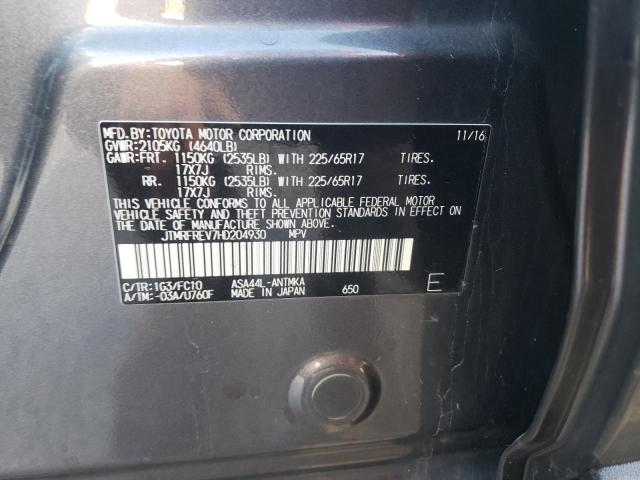 MFD.BY:TOYOTA MOTOR CORPORATION 11/16
GVWR:2105KG (4640LB)
GAWR:FRT. 1150KG (2535LB) WITH 225/65R17 TIRES.
17X7J RIMS.
RR. 1150KG (2535LB) WITH 225/65R17 TIRES.
17X7J RIMS.
THIS VEHICLE CONFORMS TO ALL APPLICABLE FEDERAL MOTOR
VEHICLE SAFETY AND THEFT PREVENTION STANDARDS IN EFFECT ON
THE DATE OF MANUFACTURE SHOWN ABOVE.
JTMRFREV7HD204930 MPV
C/TR:1G3/FC10 ASA44L-ANTMKA
A/TM:-03A/U760F MADE IN JAPAN 650 E